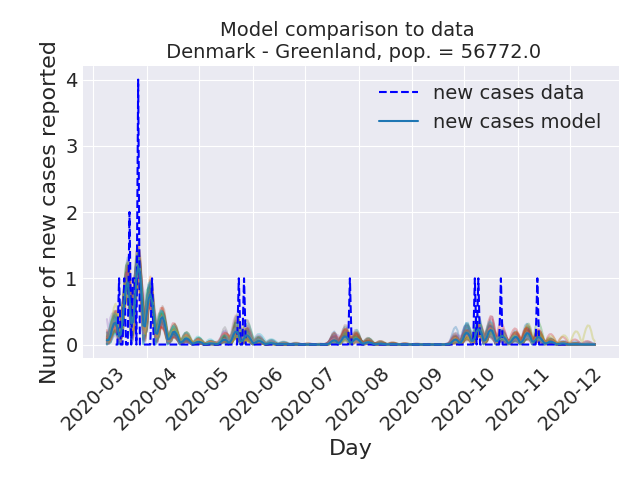 Model comparison to data
Denmark - Greenland, pop. = 56772.0
Number of new cases reported
4
3
2
1
0
new cases data
new cases model
2020-03
2020-04
2020-05
2020-06
2020-07
2020-08
2020-09
2020-10
2020-11
2020-12
Day